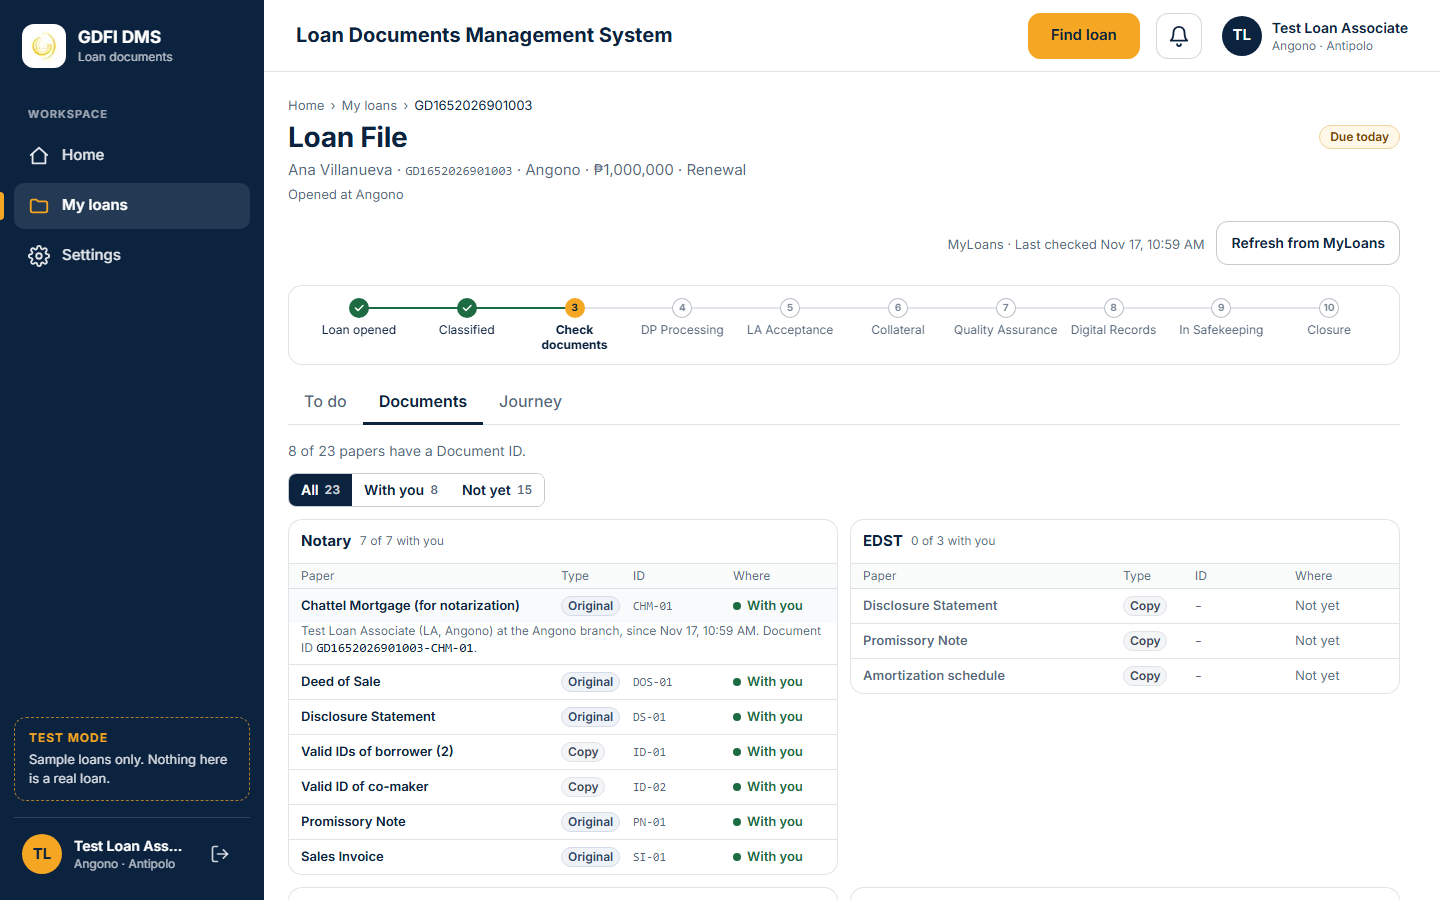 GDFI DMS
Loan documents
WORKSPACE
Home
My loans
Settings
TEST MODE
Sample loans only. Nothing here
is a real loan.
TL
Test Loan Ass...
Angono · Antipolo
Loan Documents Management System
Find loan
TL
Test Loan Associate
Angono · Antipolo
Home › My loans › GD1652026901003
Loan File
Due today
Ana Villanueva · GD1652026901003 · Angono · ₱1,000,000 · Renewal
Opened at Angono
MyLoans · Last checked Nov 17, 10:59 AM
Refresh from MyLoans
3 4 5 6 7 8 9 10
Loan opened Classified Check DP Processing LA Acceptance Collateral Quality Assurance Digital Records In Safekeeping Closure
documents
To do Documents Journey
8 of 23 papers have a Document ID.
All 23 With you 8 Not yet 15
Notary 7 of 7 with you
Paper Type ID Where
Chattel Mortgage (for notarization) Original CHM-01 With you
Test Loan Associate (LA, Angono) at the Angono branch, since Nov 17, 10:59 AM. Document
ID GD1652026901003-CHM-01.
Deed of Sale Original DOS-01 With you
Disclosure Statement Original DS-01 With you
Valid IDs of borrower (2) Copy ID-01 With you
Valid ID of co-maker Copy ID-02 With you
Promissory Note Original PN-01 With you
Sales Invoice Original SI-01 With you
EDST 0 of 3 with you
Paper Type ID Where
Disclosure Statement Copy – Not yet
Promissory Note Copy – Not yet
Amortization schedule Copy – Not yet